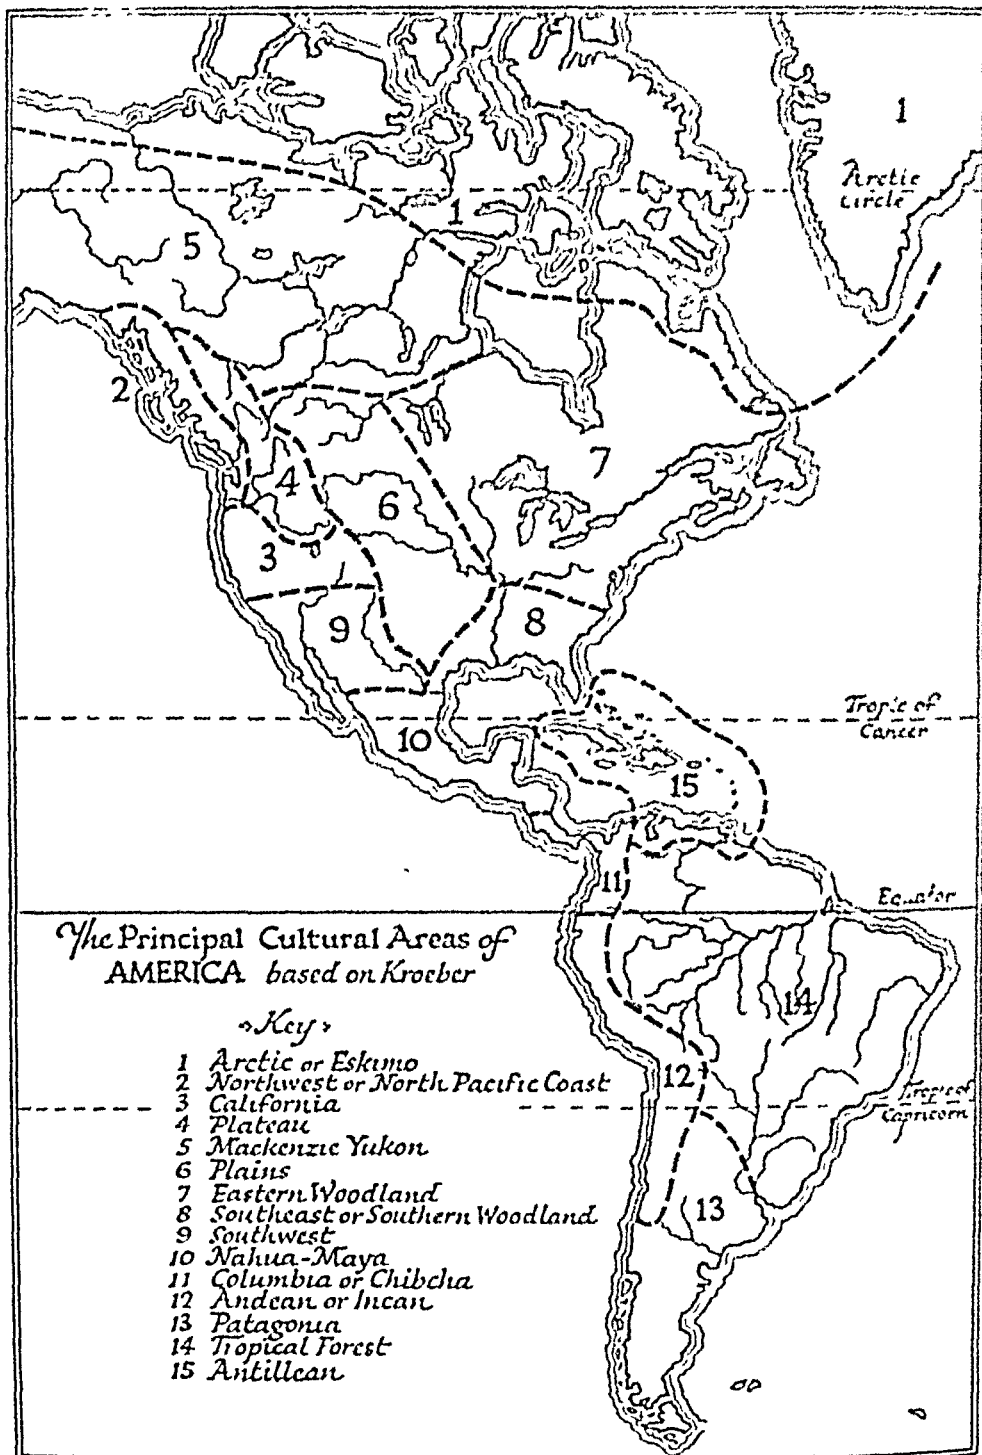 1
Arctic
Circle
1
5
2
7
4
6
3
9
8
Tropic of
Cancer
10
15
11
Equator
The Principal Cultural Areas of
AMERICA based on Kroeber
14
Key
12
Tropic of
Capricorn
1 Arctic or Eskimo
2 Northwest or North Pacific Coast
3 California
4 Plateau
5 Mackenzie Yukon
6 Plains
7 Eastern Woodland
8 Southeast or Southern Woodland
9 Southwest
10 Nahua-Maya
11 Columbia or Chibcha
12 Andean or Incan
13 Patagonia
14 Tropical Forest
15 Antillean
13